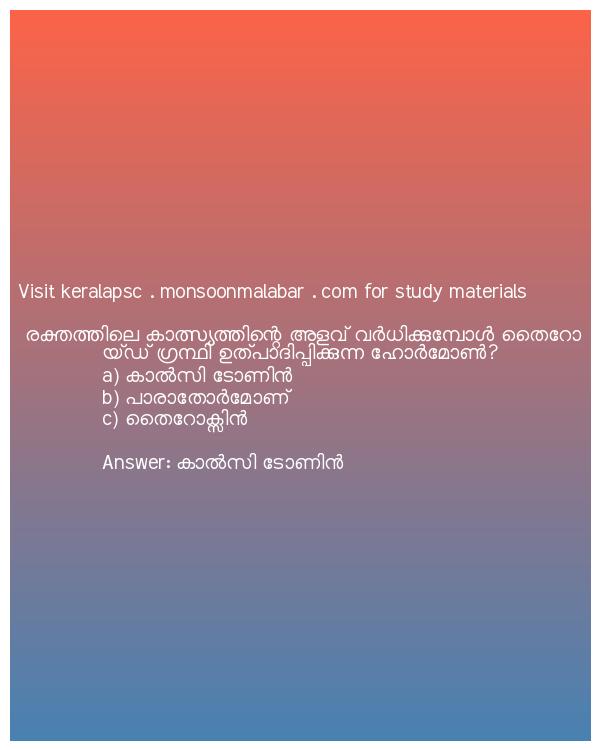 Visit keralapsc . monsoonmalabar . com for study materials
രക്തത്തിലെ കാത്സ്യത്തിന്റെ അളവ് വർധിക്കുമ്പോൾ തൈറോ
യ്ഡ് ഗ്രന്ഥി ഉത്പാദിപ്പിക്കുന്ന ഹോർമോൺ?
a) കാൽസി ടോണിൻ
b) പാരാതോർമോണ്
c) തൈറോക്സിൻ
Answer: കാൽസി ടോണിൻ